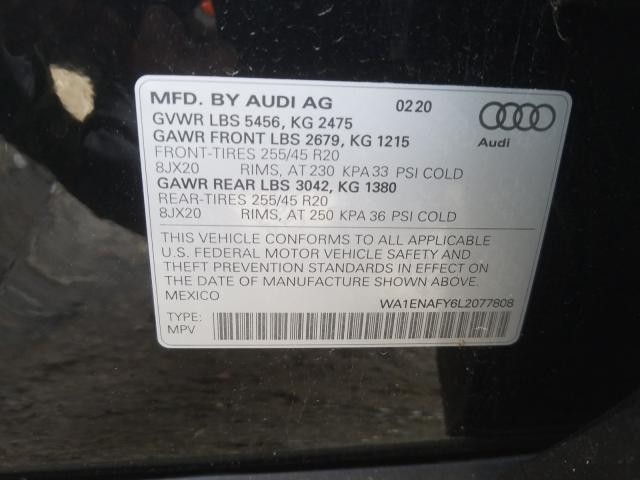 MFD. BY AUDI AG 0220
GVWR LBS 5456, KG 2475
GAWR FRONT LBS 2679, KG 1215
FRONT-TIRES 255/45 R20
8JX20 RIMS, AT 230 KPA 33 PSI COLD
GAWR REAR LBS 3042, KG 1380
REAR-TIRES 255/45 R20
8JX20 RIMS, AT 250 KPA 36 PSI COLD
Audi
THIS VEHICLE CONFORMS TO ALL APPLICABLE
U.S. FEDERAL MOTOR VEHICLE SAFETY AND
THEFT PREVENTION STANDARDS IN EFFECT ON
THE DATE OF MANUFACTURE SHOWN ABOVE.
MEXICO WA1ENAFY6L2077808
TYPE:
MPV